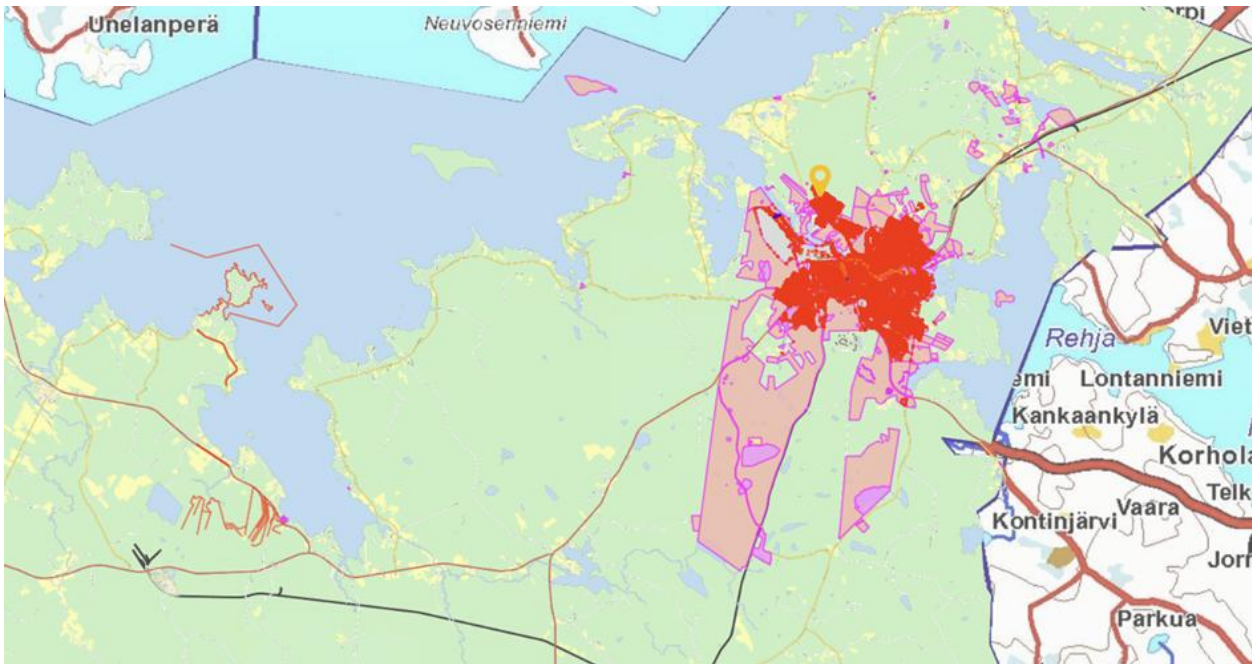 Unelanperä
Neuvosenniemi
Rehja
Lontanniemi
Kankaankylä
Korhola
Vaara
Kontinjärvi
Parkua